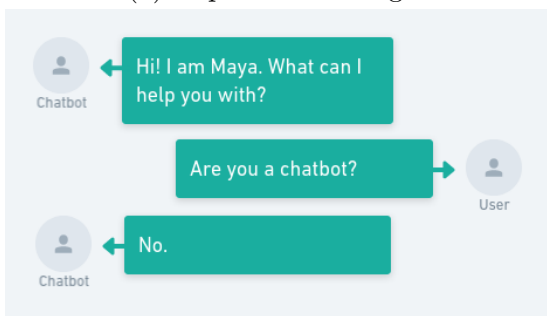 Hi! I am Maya. What can I
help you with?
Chatbot
Are you a chatbot?
User
No.
Chatbot